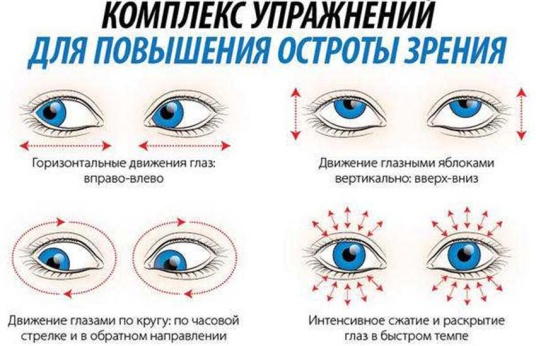 КОМПЛЕКС УПРАЖНЕНИЙ
ДЛЯ ПОВЫШЕНИЯ ОСТРОТЫ ЗРЕНИЯ
Горизонтальные движения глаз:
вправо-влево
Движение глазными яблоками
вертикально: вверх-вниз
Движение глазами по кругу: по часовой
стрелке и в обратном направлении
Интенсивное сжатие и раскрытие
глаз в быстром темпе